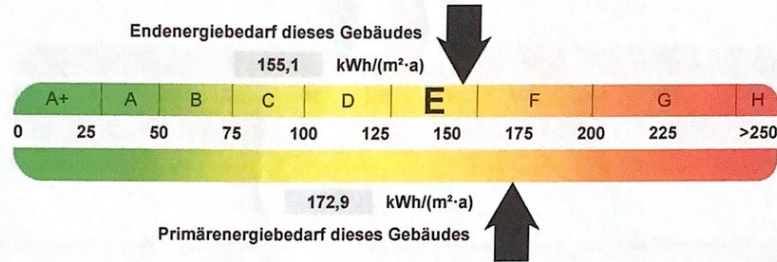 Endenergiebedarf dieses Gebäudes
155,1 kWh/(m²·a)
A+ A B C D E F G H
0 25 50 75 100 125 150 175 200 225 >250
172,9 kWh/(m²·a)
Primärenergiebedarf dieses Gebäudes